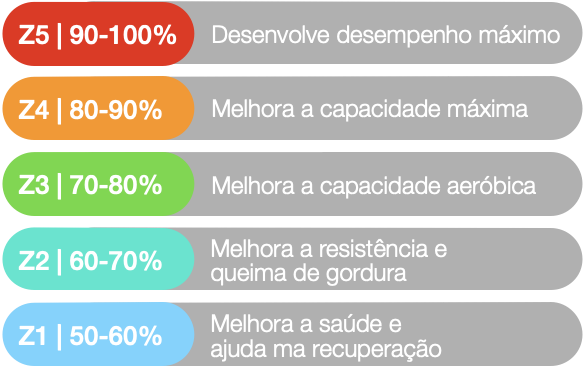 Z5 | 90-100%
Desenvolve desempenho máximo
Z4 | 80-90%
Melhora a capacidade máxima
Z3 | 70-80%
Melhora a capacidade aeróbica
Z2 | 60-70%
Melhora a resistência e
queima de gordura
Z1 | 50-60%
Melhora a saúde e
ajuda ma recuperação